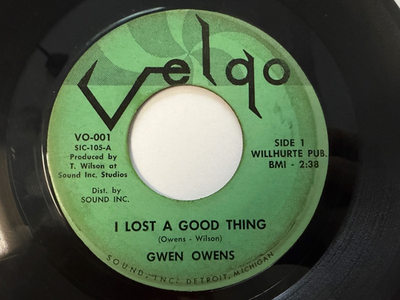 Velgo
VO-001
SIC-105-A
Produced by
T. Wilson at
Sound Inc. Studios
Dist. by
SOUND INC.
SIDE 1
WILLHURTE PUB.
BMI - 2:38
I LOST A GOOD THING
(Owens - Wilson)
GWEN OWENS
SOUND, INC. DETROIT, MICHIGAN